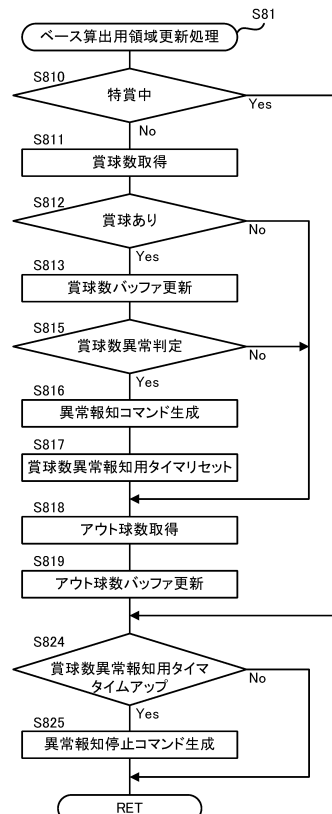 S81
ベース算出用領域更新処理
S810
特賞中
Yes
No
S811
賞球数取得
S812
賞球あり
No
Yes
S813
賞球数バッファ更新
S815
賞球数異常判定
No
Yes
S816
異常報知コマンド生成
S817
賞球数異常報知用タイマリセット
S818
アウト球数取得
S819
アウト球数バッファ更新
S824
賞球数異常報知用タイマ
タイムアップ
No
Yes
S825
異常報知停止コマンド生成
RET